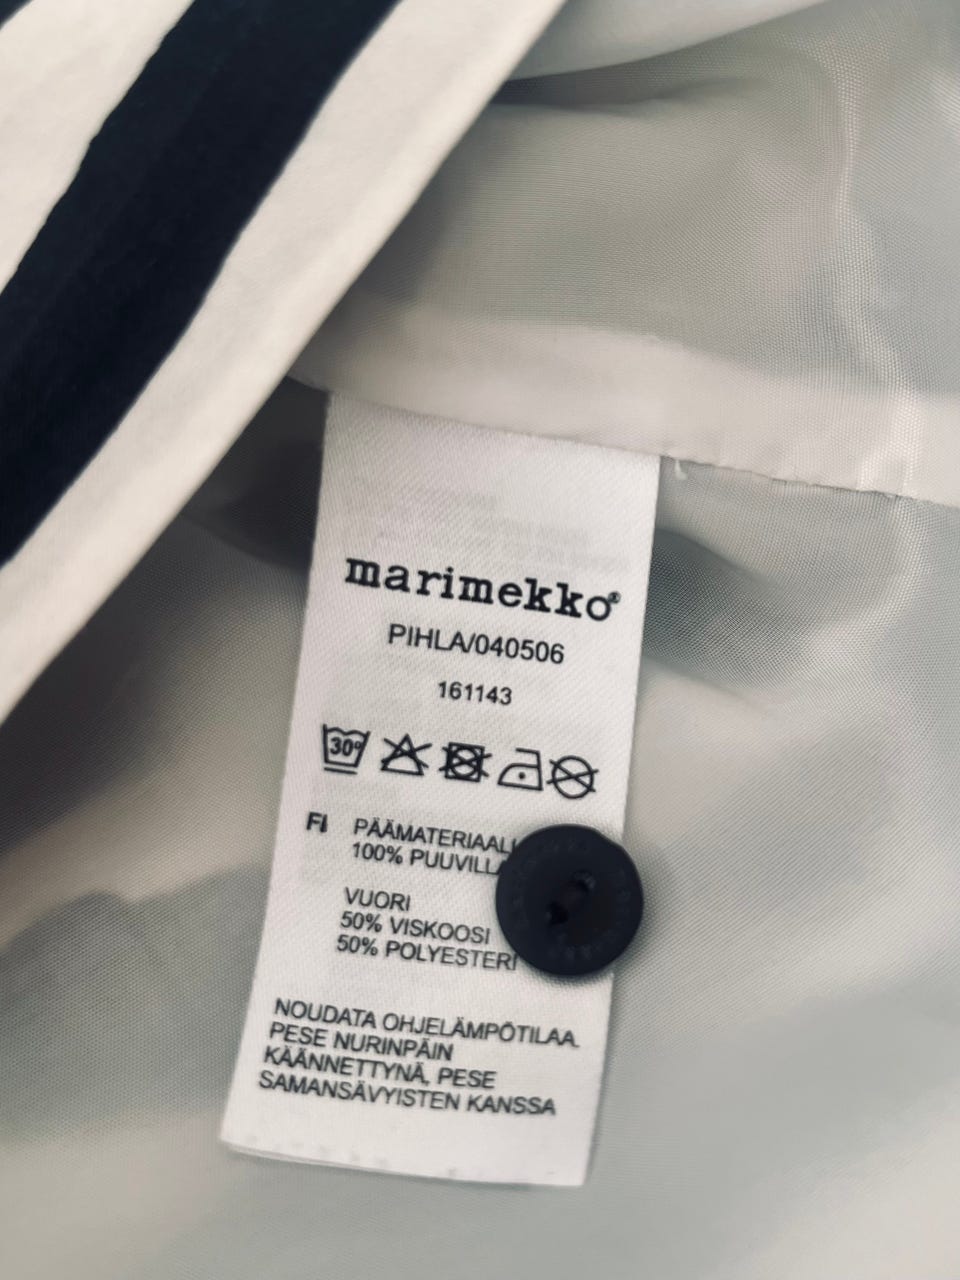 marimekko®
PIHLA/040506
161143
30°
FI PÄÄMATERIAALI
100% PUUVILLA
VUORI
50% VISKOOSI
50% POLYESTERI
NOUDATA OHJELÄMPÖTILAA.
PESE NURINPÄIN
KÄÄNNETTYNÄ, PESE
SAMANSÄVYISTEN KANSSA